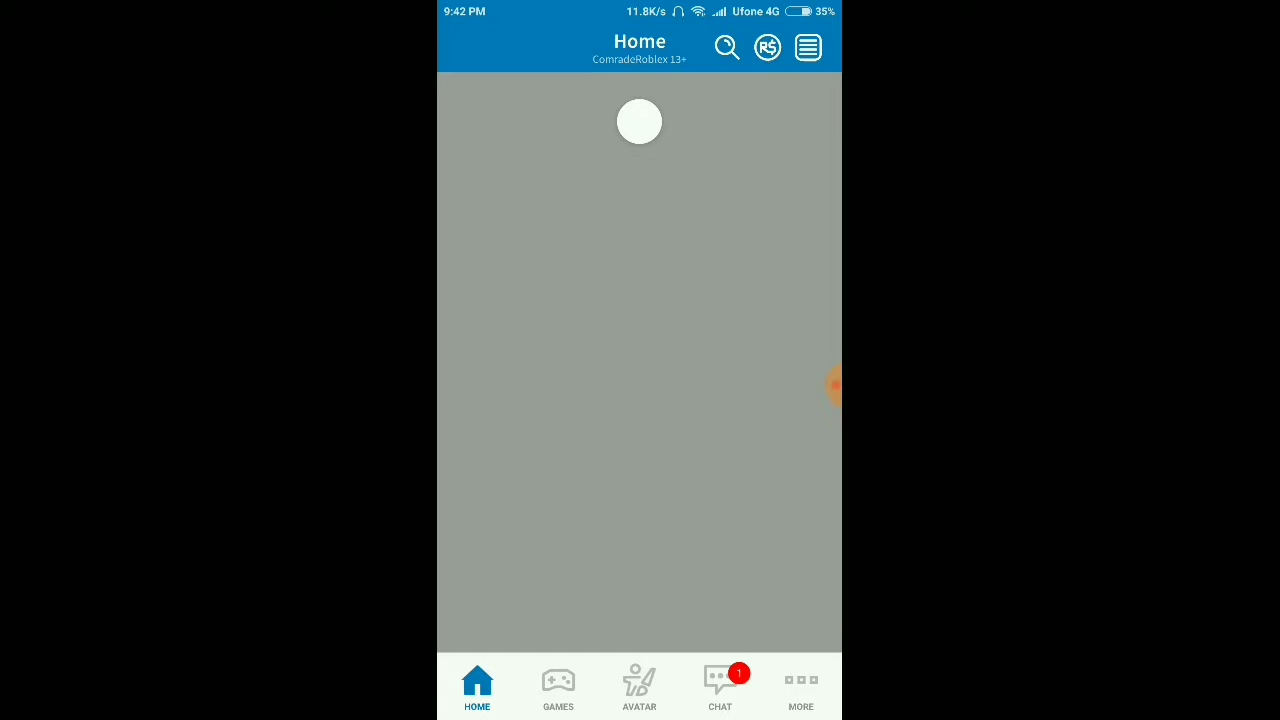 9:42 PM 11.8K/s Ufone 4G 35%
Home
ComradeRoblex 13+
R$
1
HOME GAMES AVATAR CHAT MORE